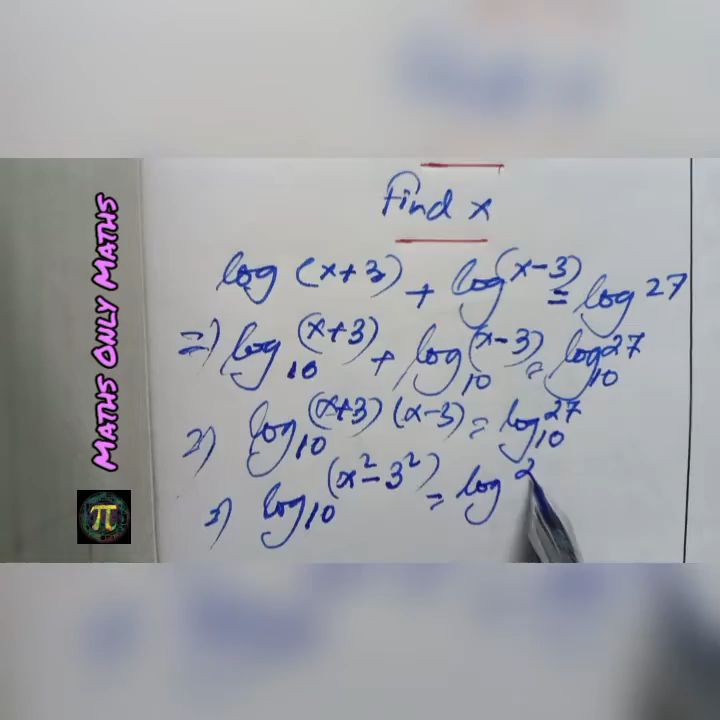 Find x
log (x+3) + log (x-3) = log 27
=) log₁₀ (x+3) + log₁₀ (x-3) = log₁₀ 27
=) log₁₀ (x+3) (x-3) = log₁₀ 27
=) log₁₀ (x² - 3²) = log 2
MATHS ONLY MATHS
π